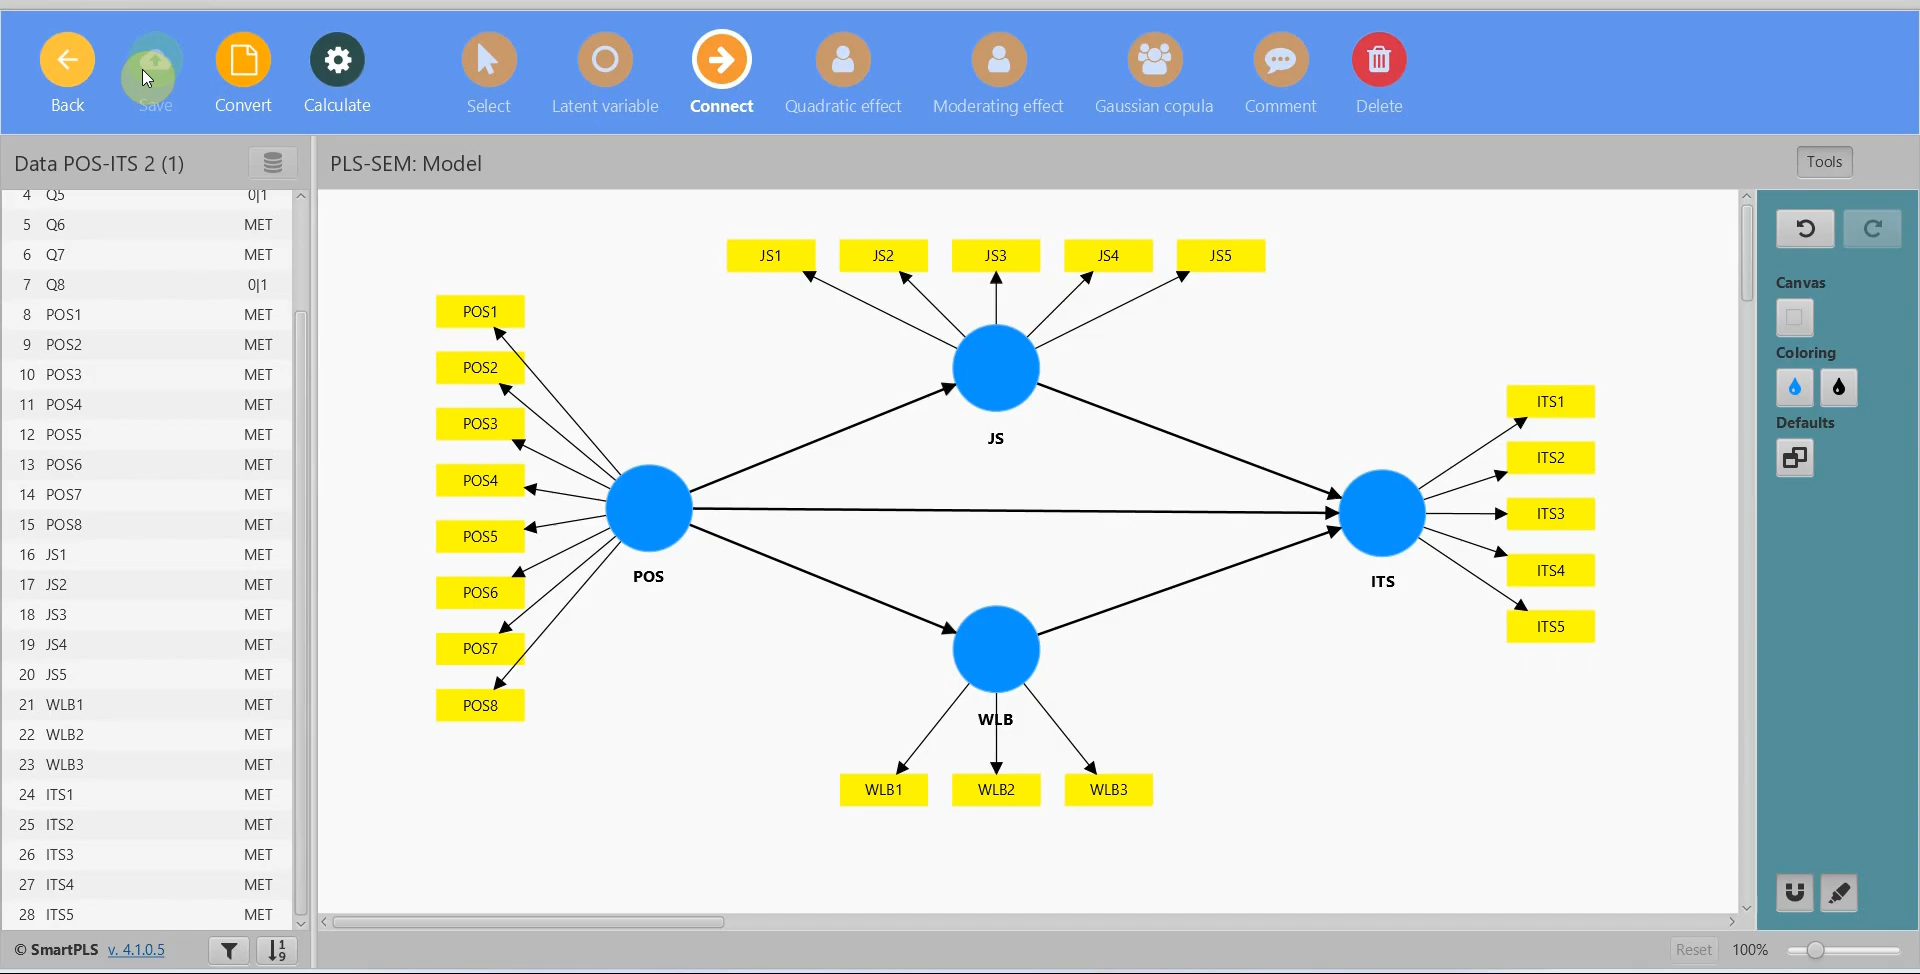 Back
Save
Convert
Calculate
Select
Latent variable
Connect
Quadratic effect
Moderating effect
Gaussian copula
Comment
Delete
Data POS-ITS 2 (1)
PLS-SEM: Model
Tools
4 Q5 0|1
5 Q6 MET
6 Q7 MET
7 Q8 0|1
8 POS1 MET
9 POS2 MET
10 POS3 MET
11 POS4 MET
12 POS5 MET
13 POS6 MET
14 POS7 MET
15 POS8 MET
16 JS1 MET
17 JS2 MET
18 JS3 MET
19 JS4 MET
20 JS5 MET
21 WLB1 MET
22 WLB2 MET
23 WLB3 MET
24 ITS1 MET
25 ITS2 MET
26 ITS3 MET
27 ITS4 MET
28 ITS5 MET
JS1 JS2 JS3 JS4 JS5
POS1
POS2
POS3
POS4
POS5
POS6
POS7
POS8
JS
POS
WLB
WLB1 WLB2 WLB3
ITS
ITS1
ITS2
ITS3
ITS4
ITS5
Canvas
Coloring
Defaults
© SmartPLS v. 4.1.0.5
1
9
Reset 100%